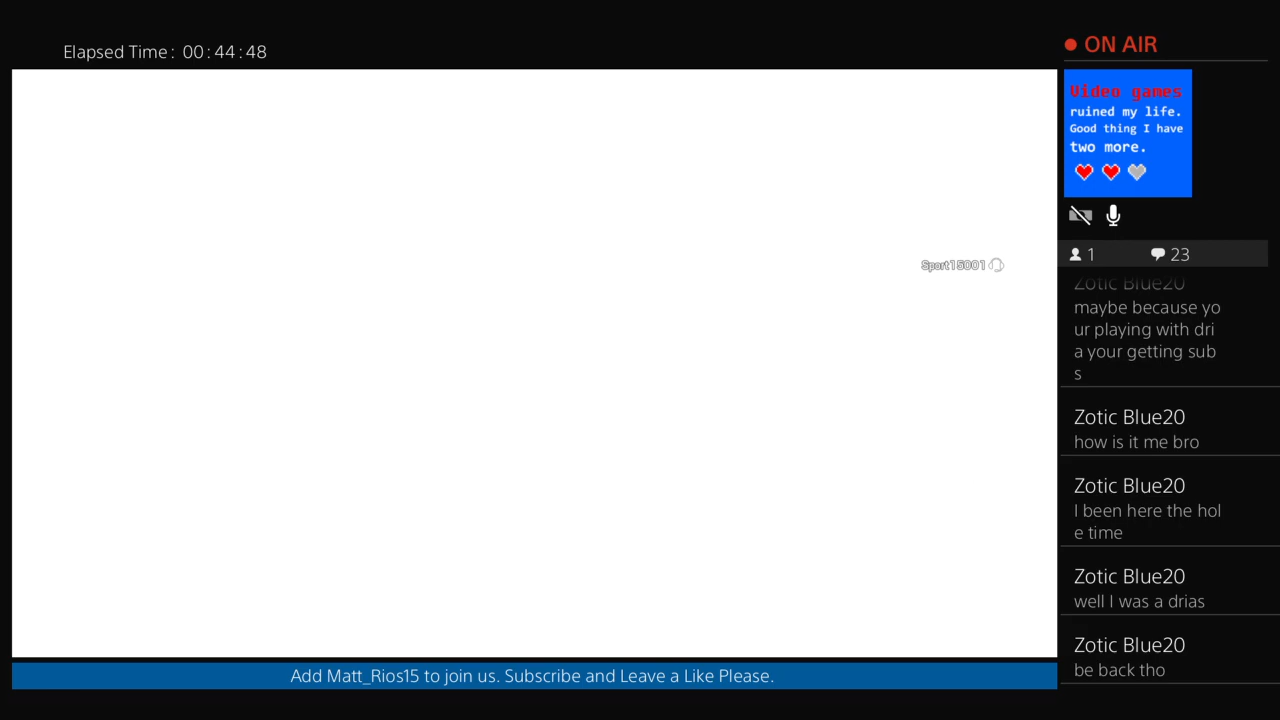 Elapsed Time: 00:44:48
ON AIR
Video games
ruined my life.
Good thing I have
two more.
1 23
Sport15001
Zotic Blue20
maybe because yo
ur playing with dri
a your getting sub
s
Zotic Blue20
how is it me bro
Zotic Blue20
I been here the hol
e time
Zotic Blue20
well I was a drias
Zotic Blue20
be back tho
Add Matt_Rios15 to join us. Subscribe and Leave a Like Please.